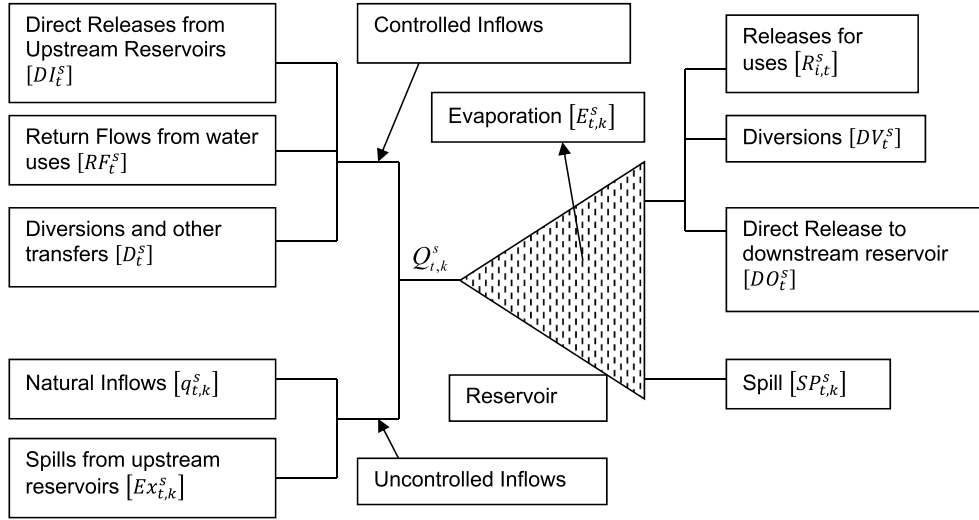 Direct Releases from
Upstream Reservoirs
[DI_t^s]
Return Flows from water
uses [RF_t^s]
Diversions and other
transfers [D_t^s]
Natural Inflows [q_{t,k}^s]
Spills from upstream
reservoirs [Ex_{t,k}^s]
Controlled Inflows
Evaporation [E_{t,k}^s]
Q_{t,k}^s
Reservoir
Uncontrolled Inflows
Releases for
uses [R_{i,t}^s]
Diversions [DV_t^s]
Direct Release to
downstream reservoir
[DO_t^s]
Spill [SP_{t,k}^s]